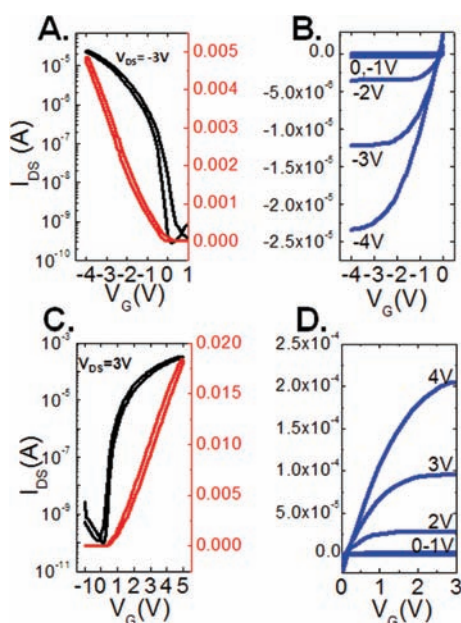 A.
B.
V_DS= -3V
10⁻⁴
10⁻⁵
10⁻⁶
10⁻⁷
10⁻⁸
10⁻⁹
10⁻¹⁰
I_DS (A)
0.005
0.004
0.003
0.002
0.001
0.000
-4 -3 -2 -1 0 1
V_G(V)
0.0
-5.0x10⁻⁶
-1.0x10⁻⁵
-1.5x10⁻⁵
-2.0x10⁻⁵
-2.5x10⁻⁵
0,-1V
-2V
-3V
-4V
-4 -3 -2 -1 0
V_G(V)
C.
D.
V_DS=3V
10⁻³
10⁻⁵
10⁻⁷
10⁻⁹
10⁻¹¹
I_DS (A)
0.020
0.015
0.010
0.005
0.000
-1 0 1 2 3 4 5
V_G(V)
2.5x10⁻⁴
2.0x10⁻⁴
1.5x10⁻⁴
1.0x10⁻⁴
5.0x10⁻⁵
0.0
4V
3V
2V
0-1V
0 1 2 3
V_G(V)